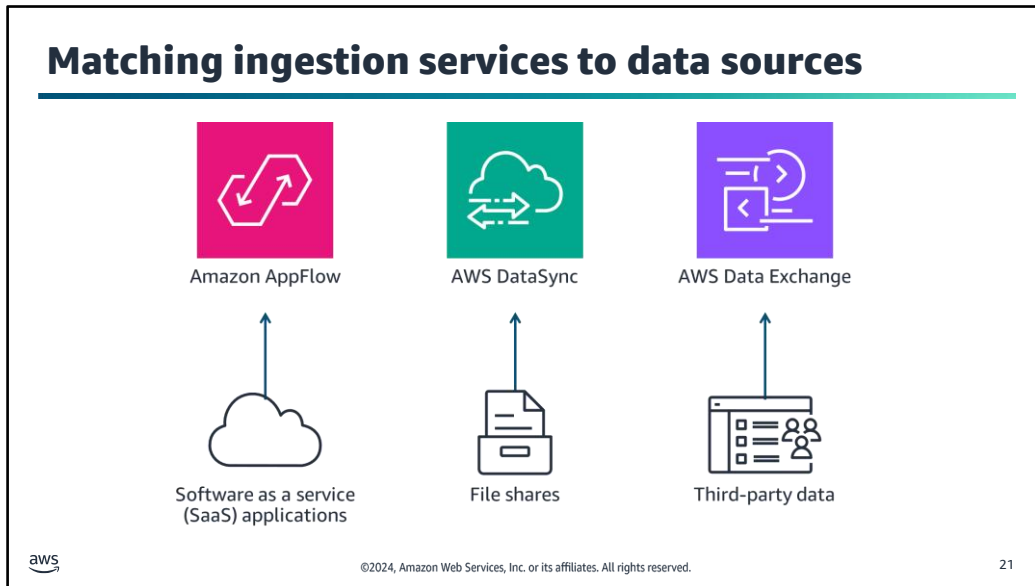 Matching ingestion services to data sources
Amazon AppFlow
AWS DataSync
AWS Data Exchange
Software as a service
(SaaS) applications
File shares
Third-party data
aws
©2024, Amazon Web Services, Inc. or its affiliates. All rights reserved.
21